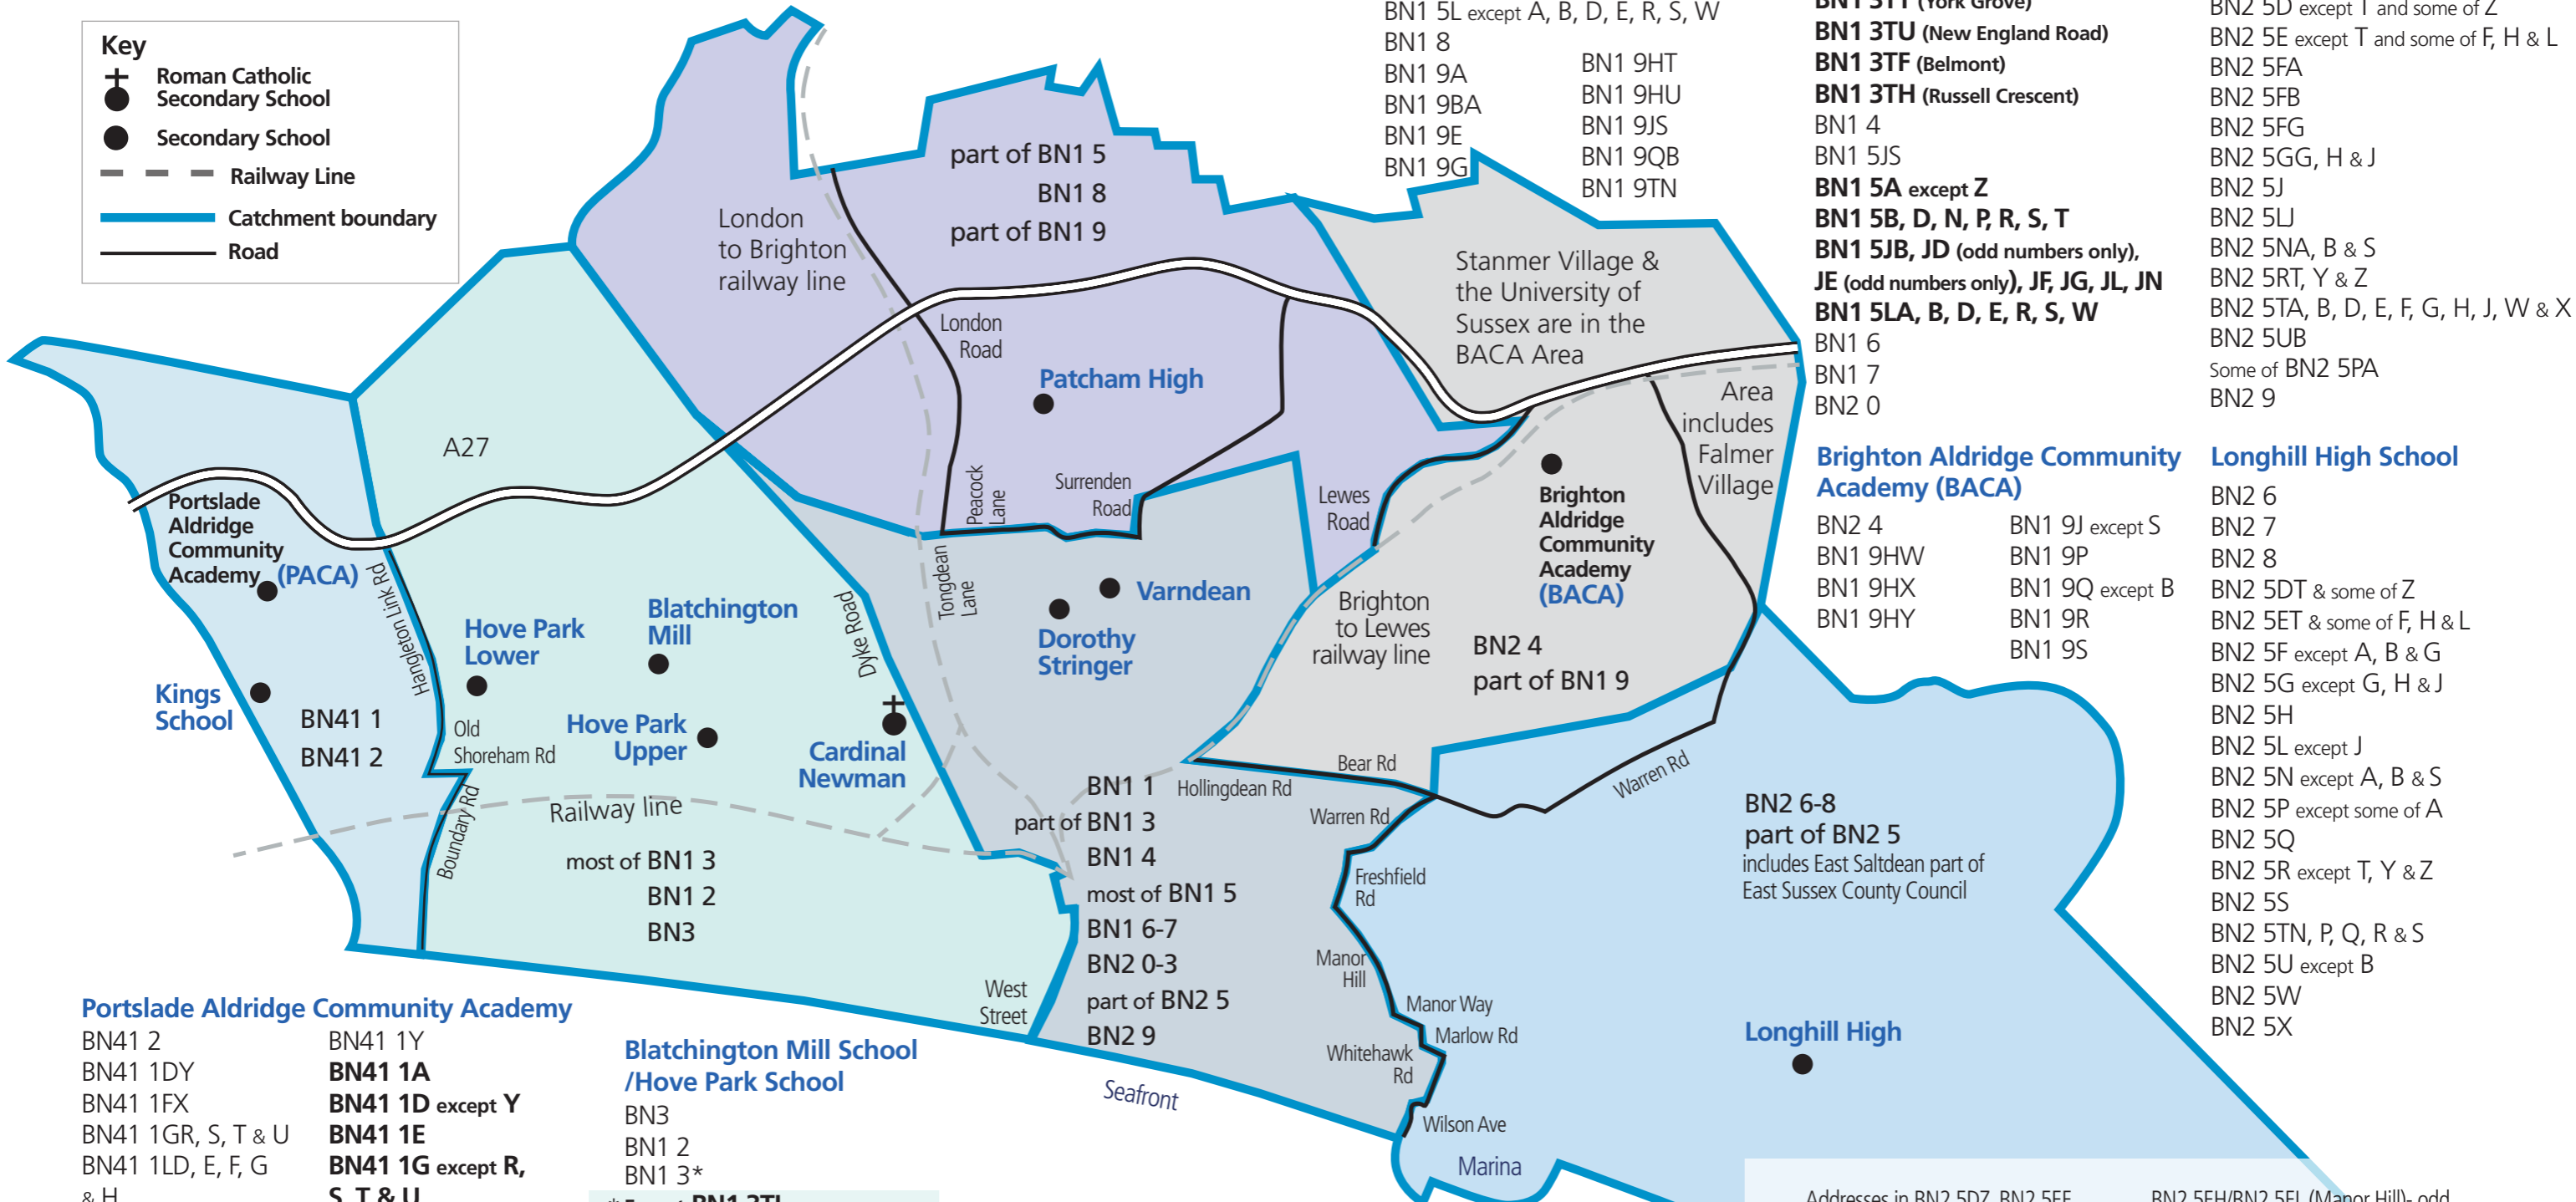 Key
Roman Catholic
Secondary School
Secondary School
Railway Line
Catchment boundary
Road
BN1 5L except A, B, D, E, R, S, W
BN1 8
BN1 9A
BN1 9BA
BN1 9E
BN1 9G
BN1 9HT
BN1 9HU
BN1 9JS
BN1 9QB
BN1 9TN
BN1 3TT (York Grove)
BN1 3TU (New England Road)
BN1 3TF (Belmont)
BN1 3TH (Russell Crescent)
BN1 4
BN1 5JS
BN1 5A except Z
BN1 5B, D, N, P, R, S, T
BN1 5JB, JD (odd numbers only),
JE (odd numbers only), JF, JG, JL, JN
BN1 5LA, B, D, E, R, S, W
BN1 6
BN1 7
BN2 0
BN2 5D except T and some of Z
BN2 5E except T and some of F, H & L
BN2 5FA
BN2 5FB
BN2 5FG
BN2 5GG, H & J
BN2 5J
BN2 5LJ
BN2 5NA, B & S
BN2 5RT, Y & Z
BN2 5TA, B, D, E, F, G, H, J, W & X
BN2 5UB
Some of BN2 5PA
BN2 9
Brighton Aldridge Community
Academy (BACA)
BN2 4
BN1 9HW
BN1 9HX
BN1 9HY
BN1 9J except S
BN1 9P
BN1 9Q except B
BN1 9R
BN1 9S
Longhill High School
BN2 6
BN2 7
BN2 8
BN2 5DT & some of Z
BN2 5ET & some of F, H & L
BN2 5F except A, B & G
BN2 5G except G, H & J
BN2 5H
BN2 5L except J
BN2 5N except A, B & S
BN2 5P except some of A
BN2 5Q
BN2 5R except T, Y & Z
BN2 5S
BN2 5TN, P, Q, R & S
BN2 5U except B
BN2 5W
BN2 5X
part of BN1 5
BN1 8
part of BN1 9
London
to Brighton
railway line
Stanmer Village &
the University of
Sussex are in the
BACA Area
London
Road
Patcham High
Area
includes
Falmer
Village
A27
Peacock
Lane
Surrenden
Road
Lewes
Road
Brighton
Aldridge
Community
Academy
(BACA)
Portslade
Aldridge
Community
Academy
(PACA)
Hangleton Link Rd
Tongdean
Lane
Varndean
Dorothy
Stringer
Brighton
to Lewes
railway line
BN2 4
part of BN1 9
Hove Park
Lower
Blatchington
Mill
Dyke Road
Kings
School
BN41 1
BN41 2
Old
Shoreham Rd
Hove Park
Upper
Cardinal
Newman
Boundary Rd
Railway line
most of BN1 3
BN1 2
BN3
BN1 1
part of BN1 3
BN1 4
most of BN1 5
BN1 6-7
BN2 0-3
part of BN2 5
BN2 9
Hollingdean Rd
Bear Rd
Warren Rd
Warren Rd
Freshfield
Rd
Manor
Hill
Manor Way
Marlow Rd
Whitehawk
Rd
Wilson Ave
BN2 6-8
part of BN2 5
includes East Saltdean part of
East Sussex County Council
Longhill High
West
Street
Seafront
Marina
Portslade Aldridge Community Academy
BN41 2
BN41 1DY
BN41 1FX
BN41 1GR, S, T & U
BN41 1LD, E, F, G
& H
BN41 1Y
BN41 1A
BN41 1D except Y
BN41 1E
BN41 1G except R,
S, T & U
Blatchington Mill School
/Hove Park School
BN3
BN1 2
BN1 3*